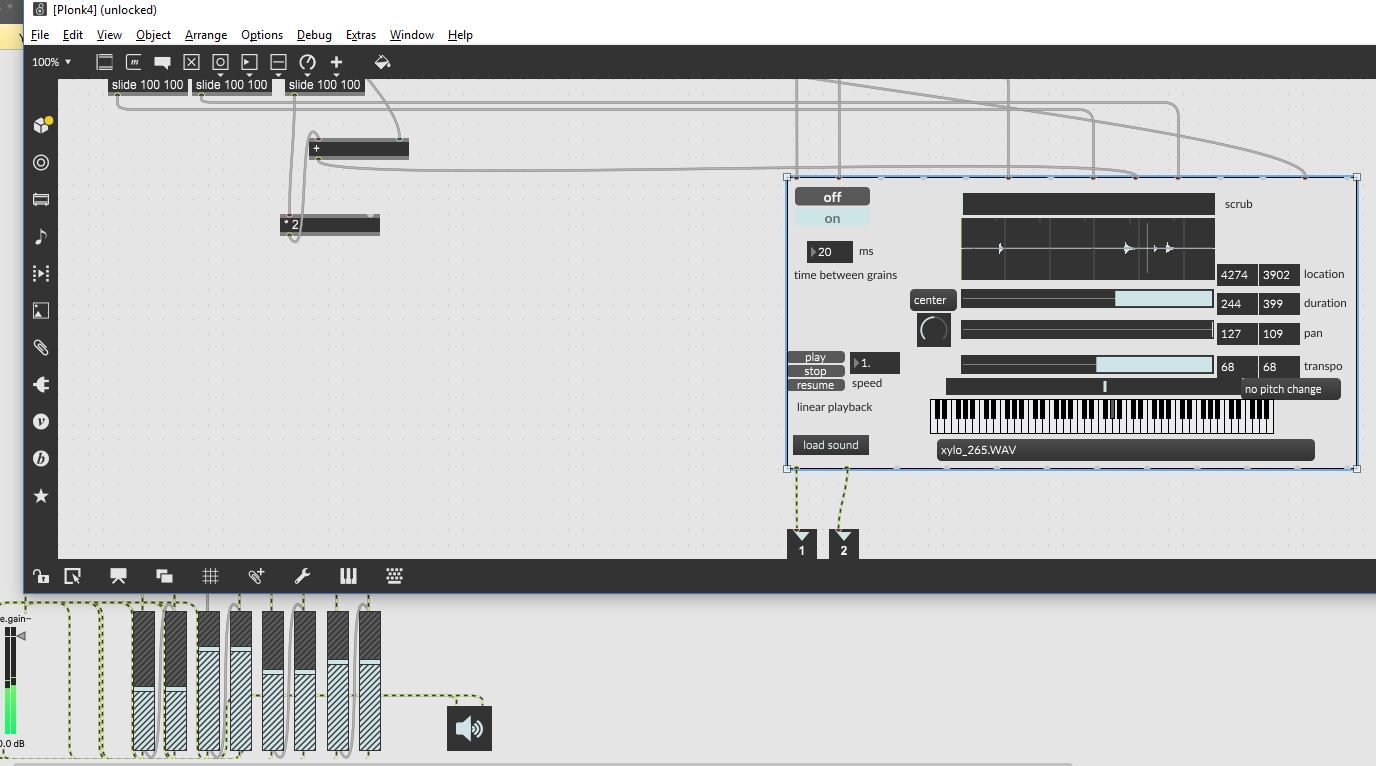 [Plonk4] (unlocked)
File Edit View Object Arrange Options Debug Extras Window Help
100%
slide 100 100 slide 100 100 slide 100 100
+
* 2
off
on
20 ms
time between grains
scrub
4274 3902 location
center
244 399 duration
127 109 pan
play
stop
resume
1.
speed
68 68 transpo
no pitch change
linear playback
load sound
xylo_265.WAV
1 2
e.gain~
0.0 dB